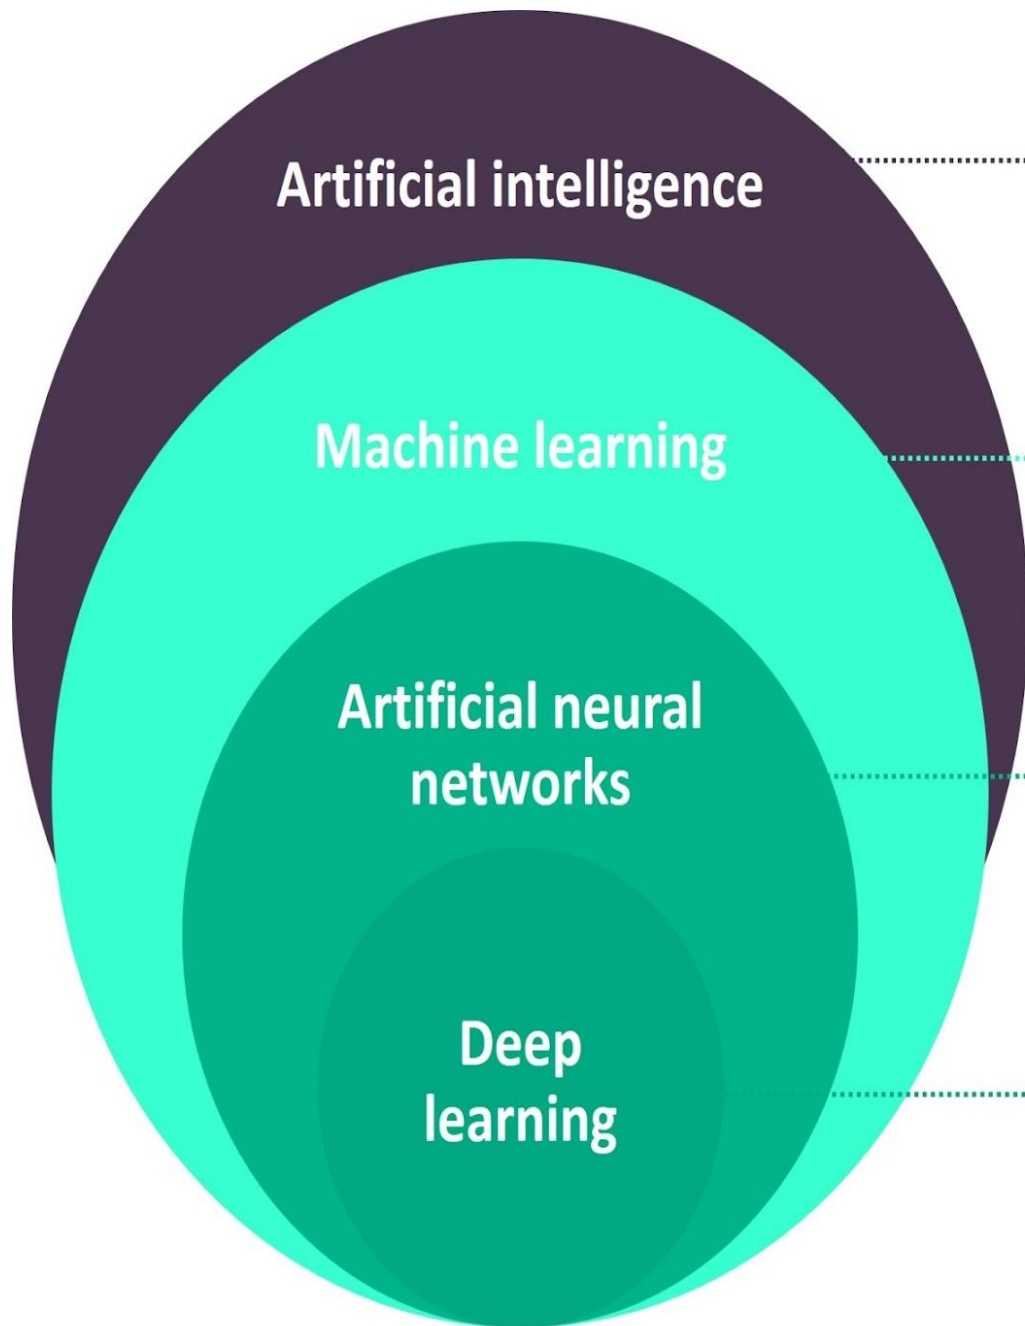 Artificial intelligence
Machine learning
Artificial neural
networks
Deep
learning